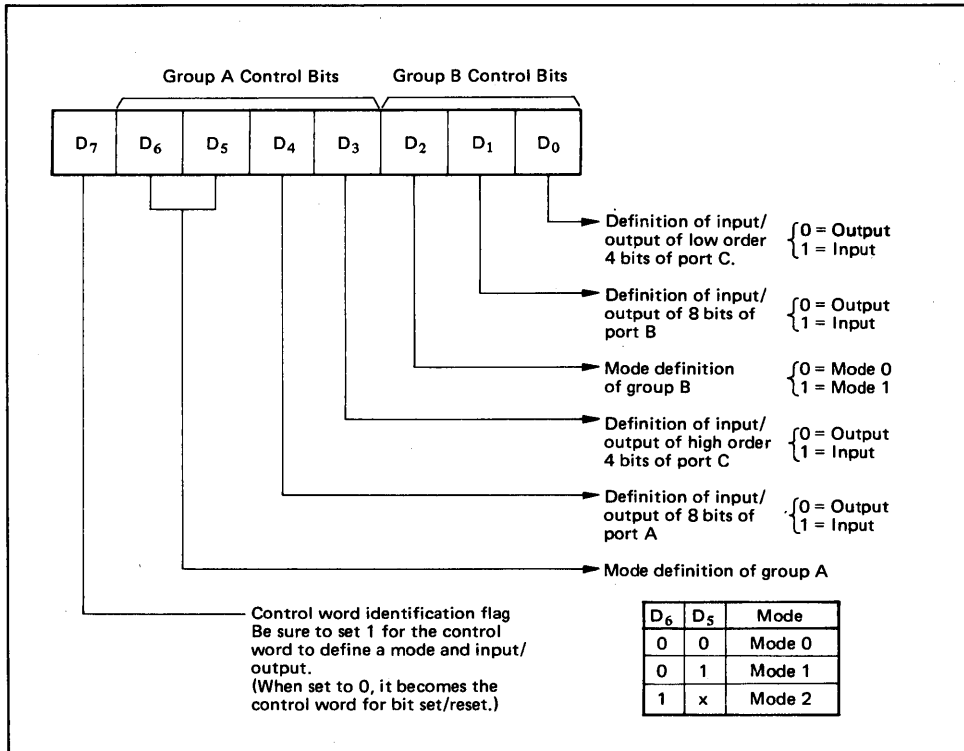 Group A Control Bits Group B Control Bits
D7 D6 D5 D4 D3 D2 D1 D0
Definition of input/
output of low order
4 bits of port C.
0 = Output
1 = Input
Definition of input/
output of 8 bits of
port B
0 = Output
1 = Input
Mode definition
of group B
0 = Mode 0
1 = Mode 1
Definition of input/
output of high order
4 bits of port C
0 = Output
1 = Input
Definition of input/
output of 8 bits of
port A
0 = Output
1 = Input
Mode definition of group A
Control word identification flag
Be sure to set 1 for the control
word to define a mode and input/
output.
(When set to 0, it becomes the
control word for bit set/reset.)
D6 D5 Mode
0 0 Mode 0
0 1 Mode 1
1 x Mode 2